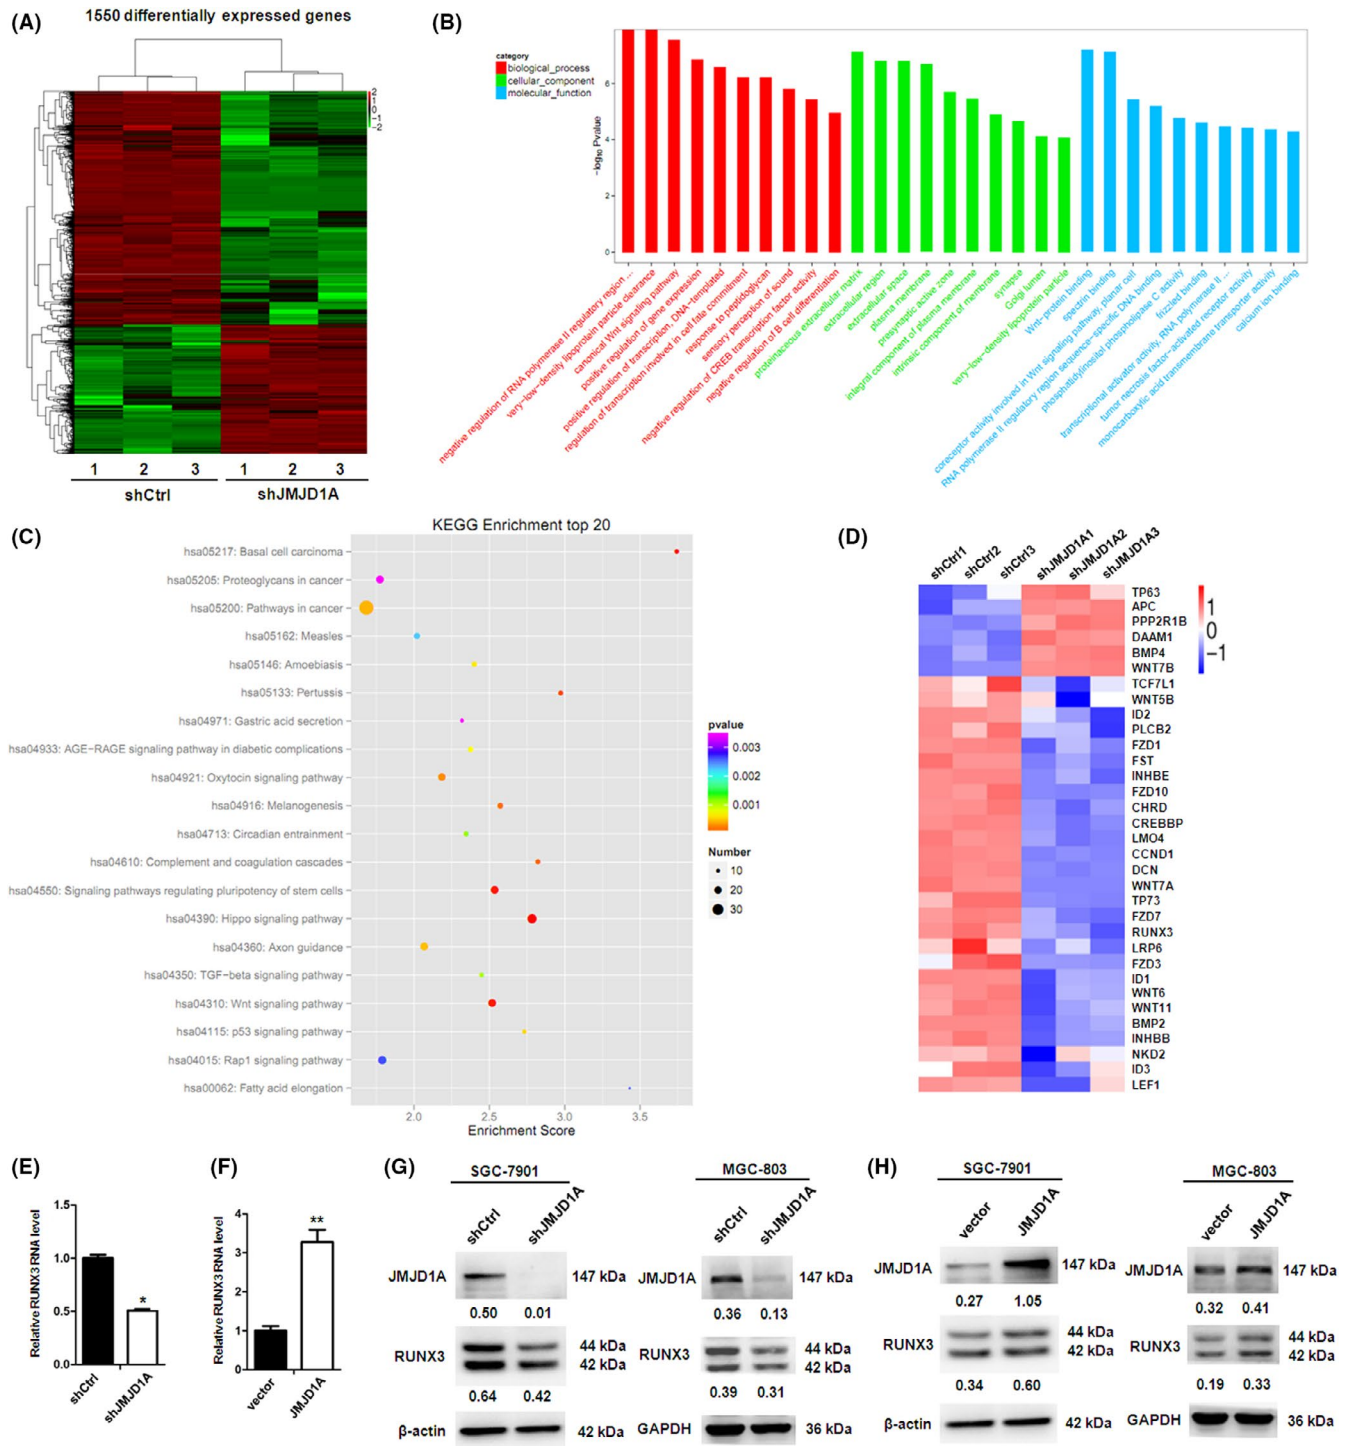 (A)
1550 differentially expressed genes
2
1
0
-1
-2
1 2 3 1 2 3
shCtrl shJMJD1A
(B)
category
biological_process
cellular_component
molecular_function
-log10 Pvalue
6
4
2
0
negative regulation of RNA polymerase II regulatory region ...
very-low-density lipoprotein particle clearance
canonical Wnt signaling pathway
positive regulation of gene expression
positive regulation of transcription, DNA-templated
regulation of transcription involved in cell fate commitment
response to peptidoglycan
sensory perception of sound
negative regulation of CREB transcription factor activity
negative regulation of B cell differentiation
proteinaceous extracellular matrix
extracellular region
extracellular space
plasma membrane
presynaptic active zone
integral component of plasma membrane
intrinsic component of membrane
synapse
Golgi lumen
very-low-density lipoprotein particle
Wnt-protein binding
spectrin binding
coreceptor activity involved in Wnt signaling pathway, planar cell
RNA polymerase II regulatory region sequence-specific DNA binding
phosphatidylinositol phospholipase C activity
frizzled binding
transcriptional activator activity, RNA polymerase II ...
tumor necrosis factor-activated receptor activity
monocarboxylic acid transmembrane transporter activity
calcium ion binding
(C)
KEGG Enrichment top 20
hsa05217: Basal cell carcinoma
hsa05205: Proteoglycans in cancer
hsa05200: Pathways in cancer
hsa05162: Measles
hsa05146: Amoebiasis
hsa05133: Pertussis
hsa04971: Gastric acid secretion
hsa04933: AGE-RAGE signaling pathway in diabetic complications
hsa04921: Oxytocin signaling pathway
hsa04916: Melanogenesis
hsa04713: Circadian entrainment
hsa04610: Complement and coagulation cascades
hsa04550: Signaling pathways regulating pluripotency of stem cells
hsa04390: Hippo signaling pathway
hsa04360: Axon guidance
hsa04350: TGF-beta signaling pathway
hsa04310: Wnt signaling pathway
hsa04115: p53 signaling pathway
hsa04015: Rap1 signaling pathway
hsa00062: Fatty acid elongation
2.0 2.5 3.0 3.5
Enrichment Score
pvalue
0.003
0.002
0.001
Number
10
20
30
(D)
shCtrl1 shCtrl2 shCtrl3 shJMJD1A1 shJMJD1A2 shJMJD1A3
1
0
-1
TP63
APC
PPP2R1B
DAAM1
BMP4
WNT7B
TCF7L1
WNT5B
ID2
PLCB2
FZD1
FST
INHBE
FZD10
CHRD
CREBBP
LMO4
CCND1
DCN
WNT7A
TP73
FZD7
RUNX3
LRP6
FZD3
ID1
WNT6
WNT11
BMP2
INHBB
NKD2
ID3
LEF1
(E)
Relative RUNX3 RNA level
1.5
1.0
0.5
0.0
*
shCtrl
shJMJD1A
(F)
Relative RUNX3 RNA level
4
3
2
1
0
**
vector
JMJD1A
(G)
SGC-7901
shCtrl shJMJD1A
JMJD1A 147 kDa
0.50 0.01
RUNX3 44 kDa
42 kDa
0.64 0.42
β-actin 42 kDa
MGC-803
shCtrl shJMJD1A
JMJD1A 147 kDa
0.36 0.13
RUNX3 44 kDa
42 kDa
0.39 0.31
GAPDH 36 kDa
(H)
SGC-7901
vector JMJD1A
JMJD1A 147 kDa
0.27 1.05
RUNX3 44 kDa
42 kDa
0.34 0.60
β-actin 42 kDa
MGC-803
vector JMJD1A
JMJD1A 147 kDa
0.32 0.41
RUNX3 44 kDa
42 kDa
0.19 0.33
GAPDH 36 kDa